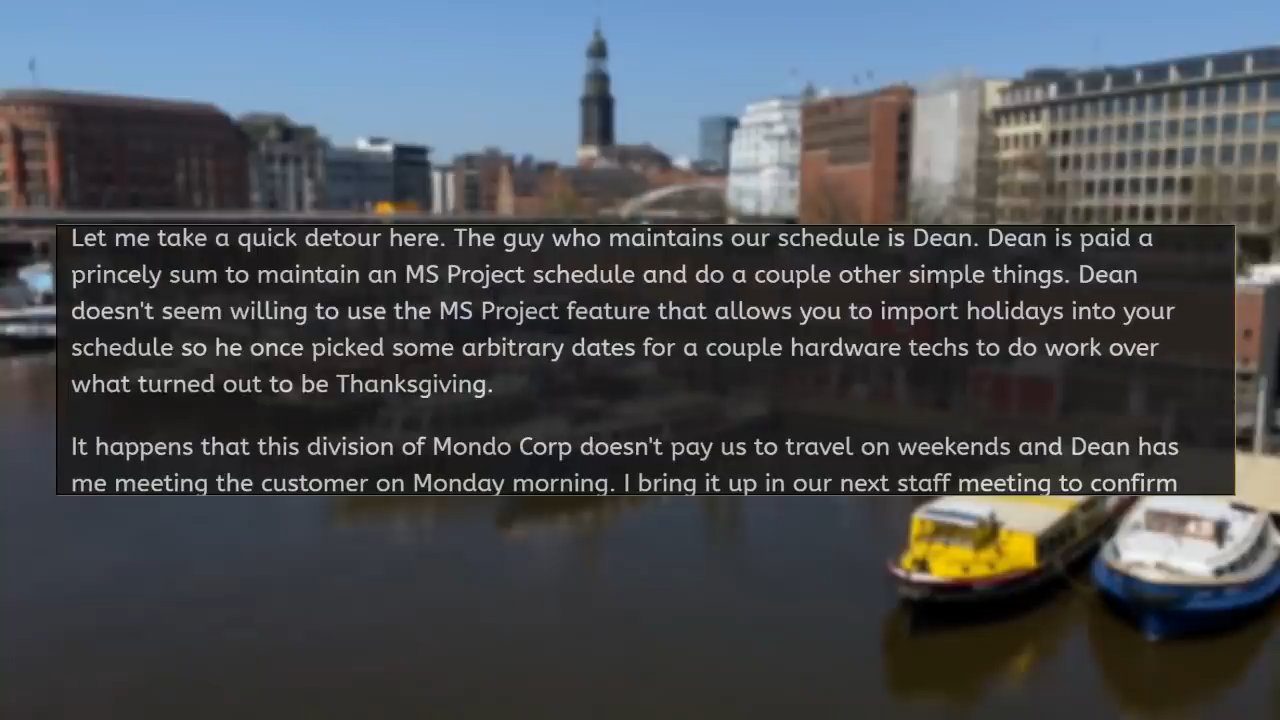 Let me take a quick detour here. The guy who maintains our schedule is Dean. Dean is paid a
princely sum to maintain an MS Project schedule and do a couple other simple things. Dean
doesn't seem willing to use the MS Project feature that allows you to import holidays into your
schedule so he once picked some arbitrary dates for a couple hardware techs to do work over
what turned out to be Thanksgiving.
It happens that this division of Mondo Corp doesn't pay us to travel on weekends and Dean has
me meeting the customer on Monday morning. I bring it up in our next staff meeting to confirm